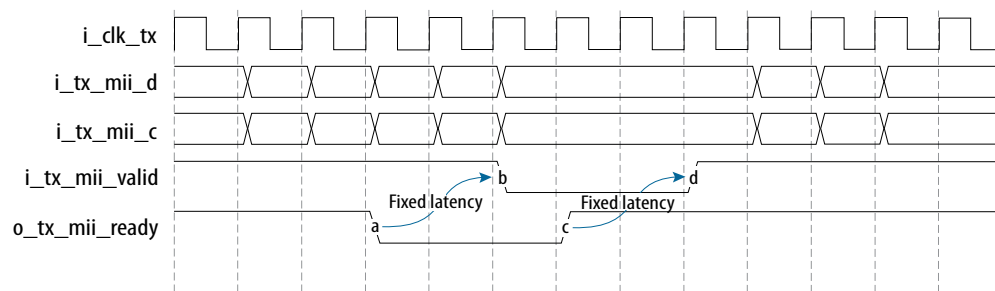 i_clk_tx
i_tx_mii_d
i_tx_mii_c
i_tx_mii_valid
b
d
Fixed latency
Fixed latency
o_tx_mii_ready
a
c